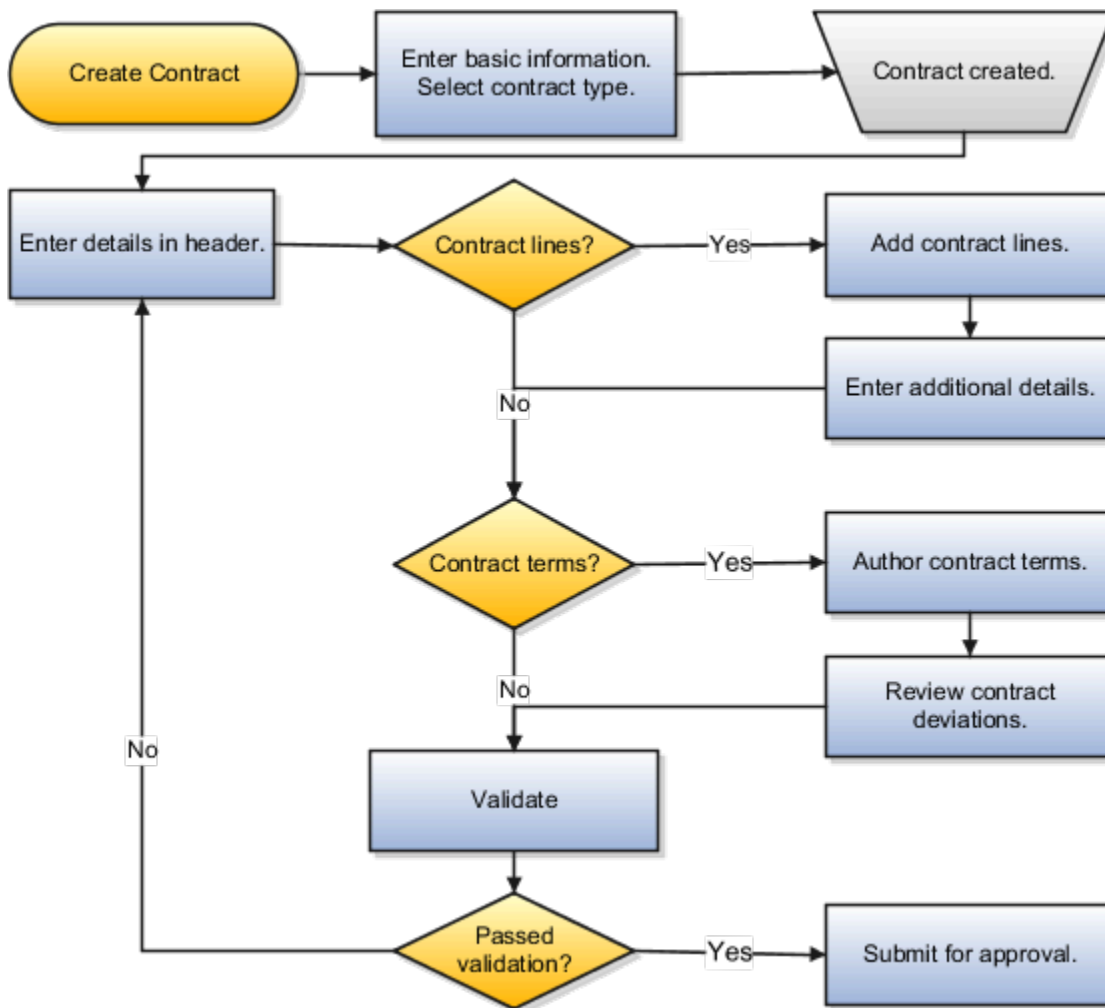 Create Contract
Enter basic information.
Select contract type.
Contract created.
Enter details in header.
Contract lines?
Yes
Add contract lines.
Enter additional details.
No
Contract terms?
Yes
Author contract terms.
No
Review contract
deviations.
No
Validate
Passed
validation?
Yes
Submit for approval.